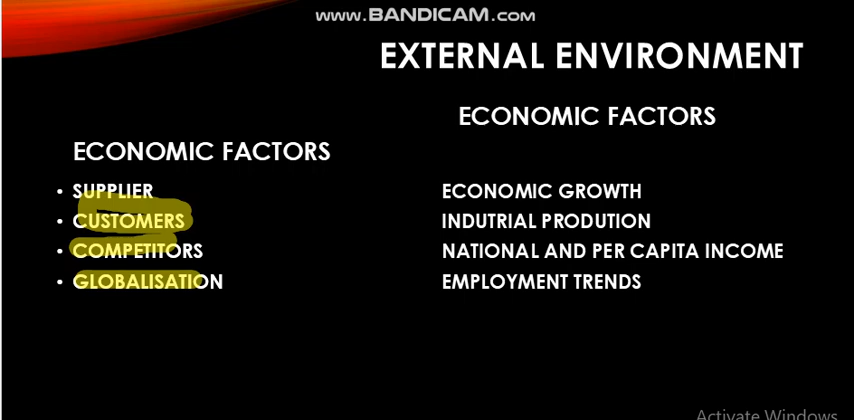 www.BANDICAM.com
EXTERNAL ENVIRONMENT
ECONOMIC FACTORS
• SUPPLIER
• CUSTOMERS
• COMPETITORS
• GLOBALISATION
ECONOMIC FACTORS
ECONOMIC GROWTH
INDUTRIAL PRODUTION
NATIONAL AND PER CAPITA INCOME
EMPLOYMENT TRENDS
Activate Windows